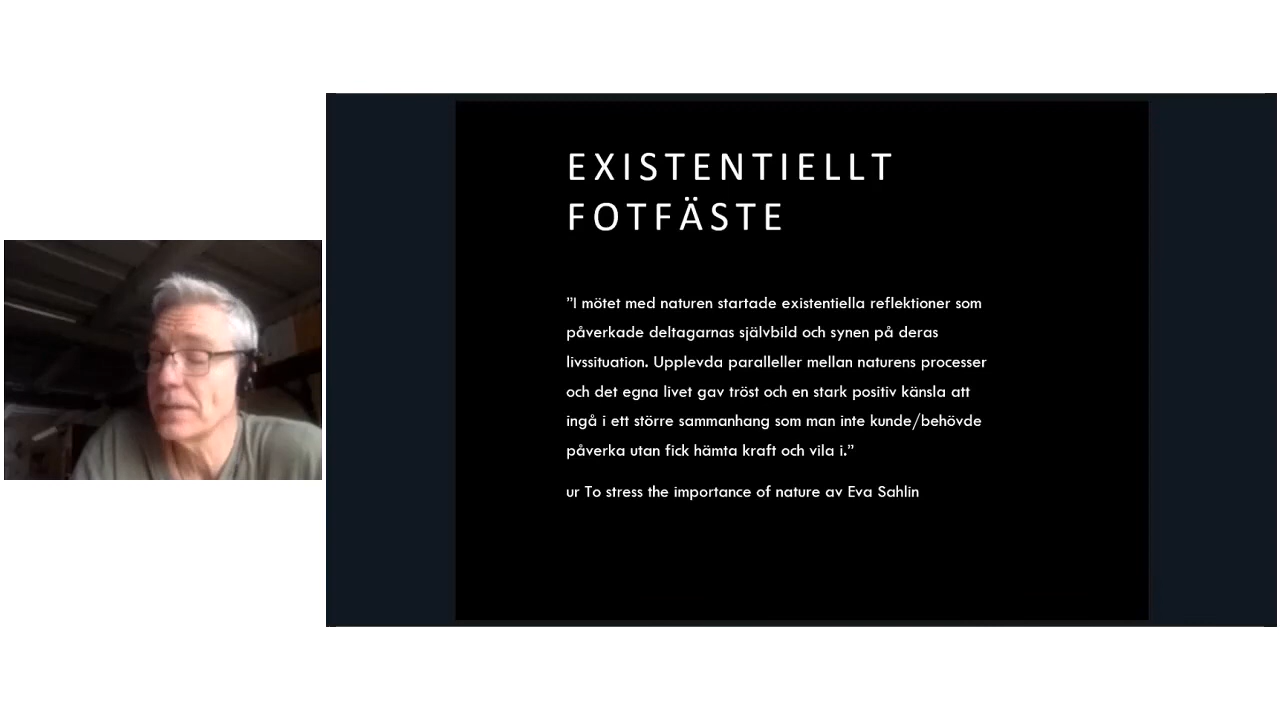 EXISTENTIELLT
FOTFÄSTE
”I mötet med naturen startade existentiella reflektioner som
påverkade deltagarnas självbild och synen på deras
livssituation. Upplevda paralleller mellan naturens processer
och det egna livet gav tröst och en stark positiv känsla att
ingå i ett större sammanhang som man inte kunde/behövde
påverka utan fick hämta kraft och vila i.”
ur To stress the importance of nature av Eva Sahlin